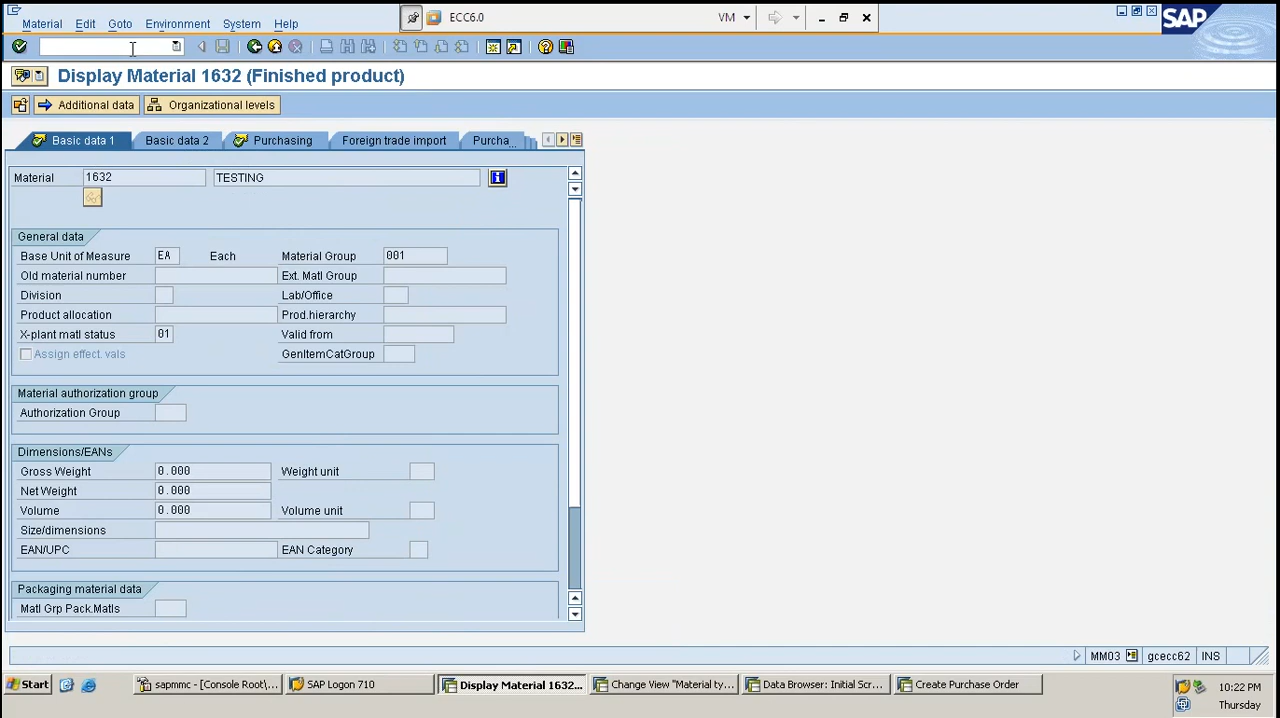 Material Edit Goto Environment System Help
ECC6.0
VM
SAP
Display Material 1632 (Finished product)
Additional data Organizational levels
Basic data 1 Basic data 2 Purchasing Foreign trade import Purcha...
Material 1632 TESTING
General data
Base Unit of Measure EA Each Material Group 001
Old material number Ext. Matl Group
Division Lab/Office
Product allocation Prod.hierarchy
X-plant matl status 01 Valid from
Assign effect. vals GenItemCatGroup
Material authorization group
Authorization Group
Dimensions/EANs
Gross Weight 0.000 Weight unit
Net Weight 0.000
Volume 0.000 Volume unit
Size/dimensions
EAN/UPC EAN Category
Packaging material data
Matl Grp Pack.Matls
MM03 gcecc62 INS
Start sapmmc - [Console Root\... SAP Logon 710 Display Material 1632... Change View "Material ty... Data Browser: Initial Scr... Create Purchase Order 10:22 PM
Thursday